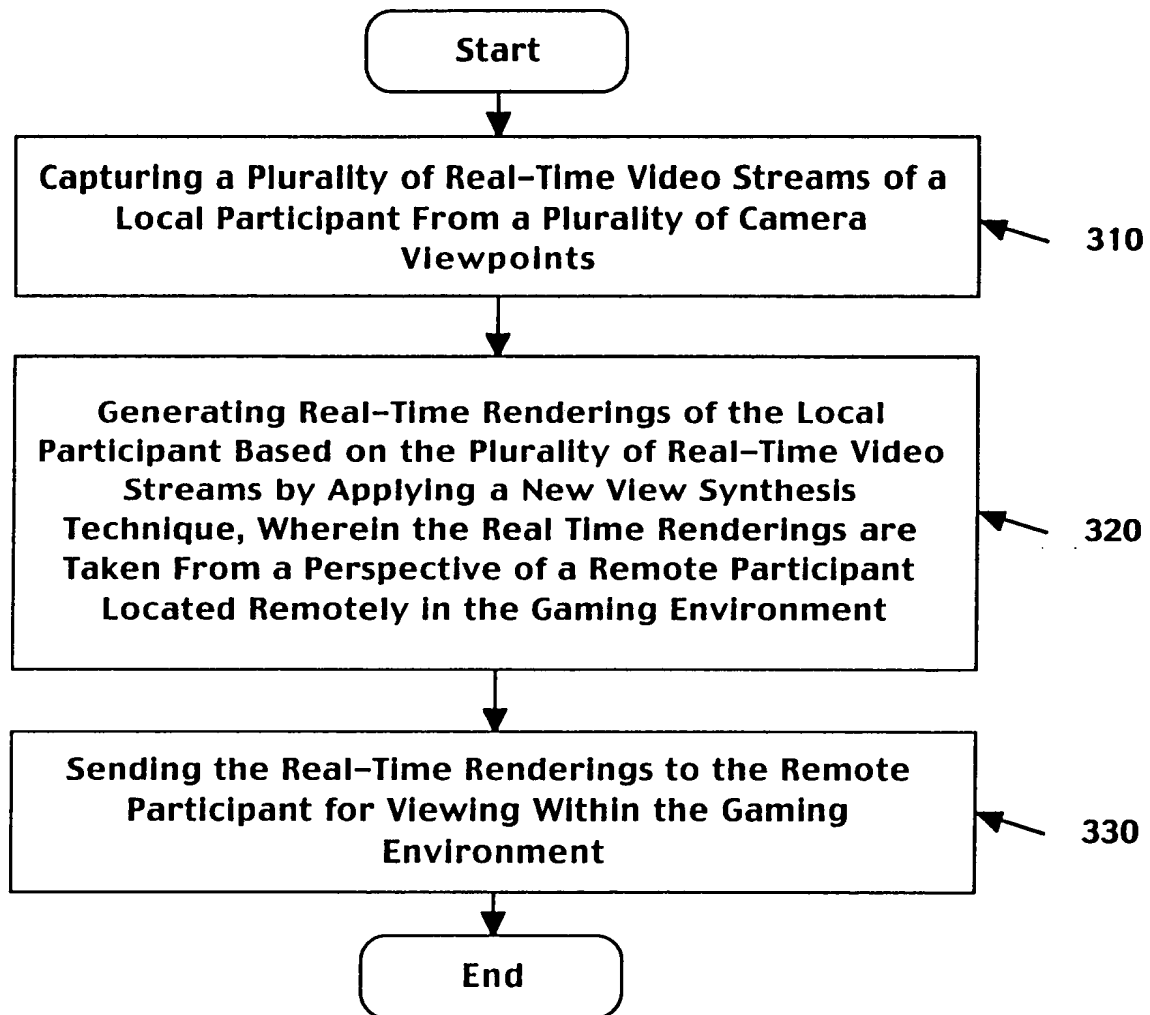 Start
Capturing a Plurality of Real-Time Video Streams of a
Local Participant From a Plurality of Camera
Viewpoints
310
Generating Real-Time Renderings of the Local
Participant Based on the Plurality of Real-Time Video
Streams by Applying a New View Synthesis
Technique, Wherein the Real Time Renderings are
Taken From a Perspective of a Remote Participant
Located Remotely in the Gaming Environment
320
Sending the Real-Time Renderings to the Remote
Participant for Viewing Within the Gaming
Environment
330
End